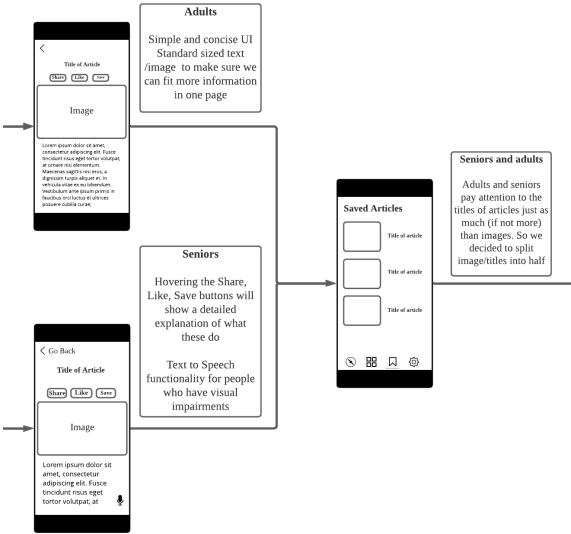 Title of Article
Share Like Save
Image
Lorem ipsum dolor sit amet,
consectetur adipiscing elit. Fusce
tincidunt risus eget tortor volutpat,
at ornare nisi elementum.
Maecenas sagittis nisi eros, a
dignissim turpis aliquet et. In
vehicula vitae ex eu bibendum.
Vestibulum ante ipsum primis in
faucibus orci luctus et ultrices
posuere cubilia curae;
Adults
Simple and concise UI
Standard sized text
/image to make sure we
can fit more information
in one page
Seniors
Hovering the Share,
Like, Save buttons will
show a detailed
explanation of what
these do
Text to Speech
functionality for people
who have visual
impairments
Go Back
Title of Article
Share Like Save
Image
Lorem ipsum dolor sit
amet, consectetur
adipiscing elit. Fusce
tincidunt risus eget
tortor volutpat, at
Saved Articles
Title of article
Title of article
Title of article
Seniors and adults
Adults and seniors
pay attention to the
titles of articles just as
much (if not more)
than images. So we
decided to split
image/titles into half